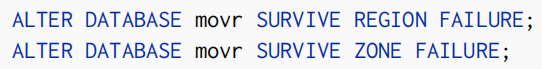 ALTER DATABASE movr SURVIVE REGION FAILURE;
ALTER DATABASE movr SURVIVE ZONE FAILURE;